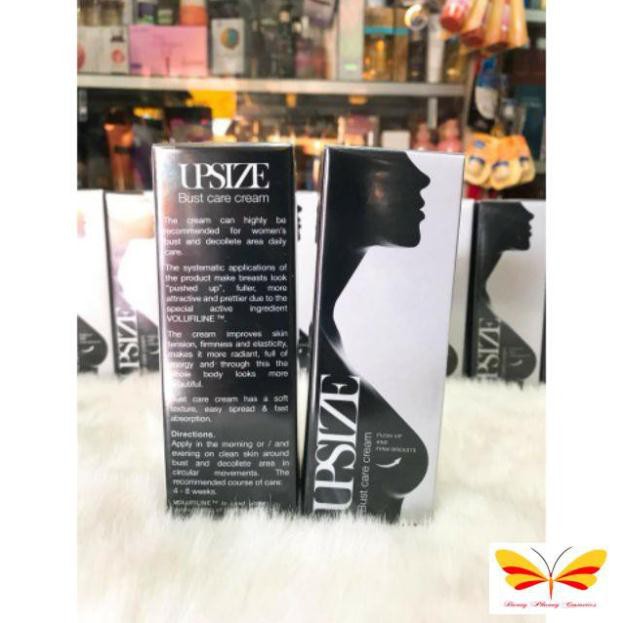 UPSIZE
Bust care cream
The cream can highly be
recommended for women's
bust and decollete area daily
care.
The systematic applications of
the product make breasts look
"pushed up", fuller, more
attractive and prettier due to the
special active ingredient
VOLUFILINE ™.
The cream improves skin
tension, firmness and elasticity,
makes it more radiant, full of
energy and through this the
whole body looks more
beautiful.
Bust care cream has a soft
texture, easy spread & fast
absorption.
Directions.
Apply in the morning or / and
evening on clean skin around
bust and decollete area in
circular movements. The
recommended course of care:
4 - 8 weeks.
VOLUFILINE ™
UPSIZE
Bust care cream
PUSH-UP
AND
FIRM BREASTS
UPSIZE